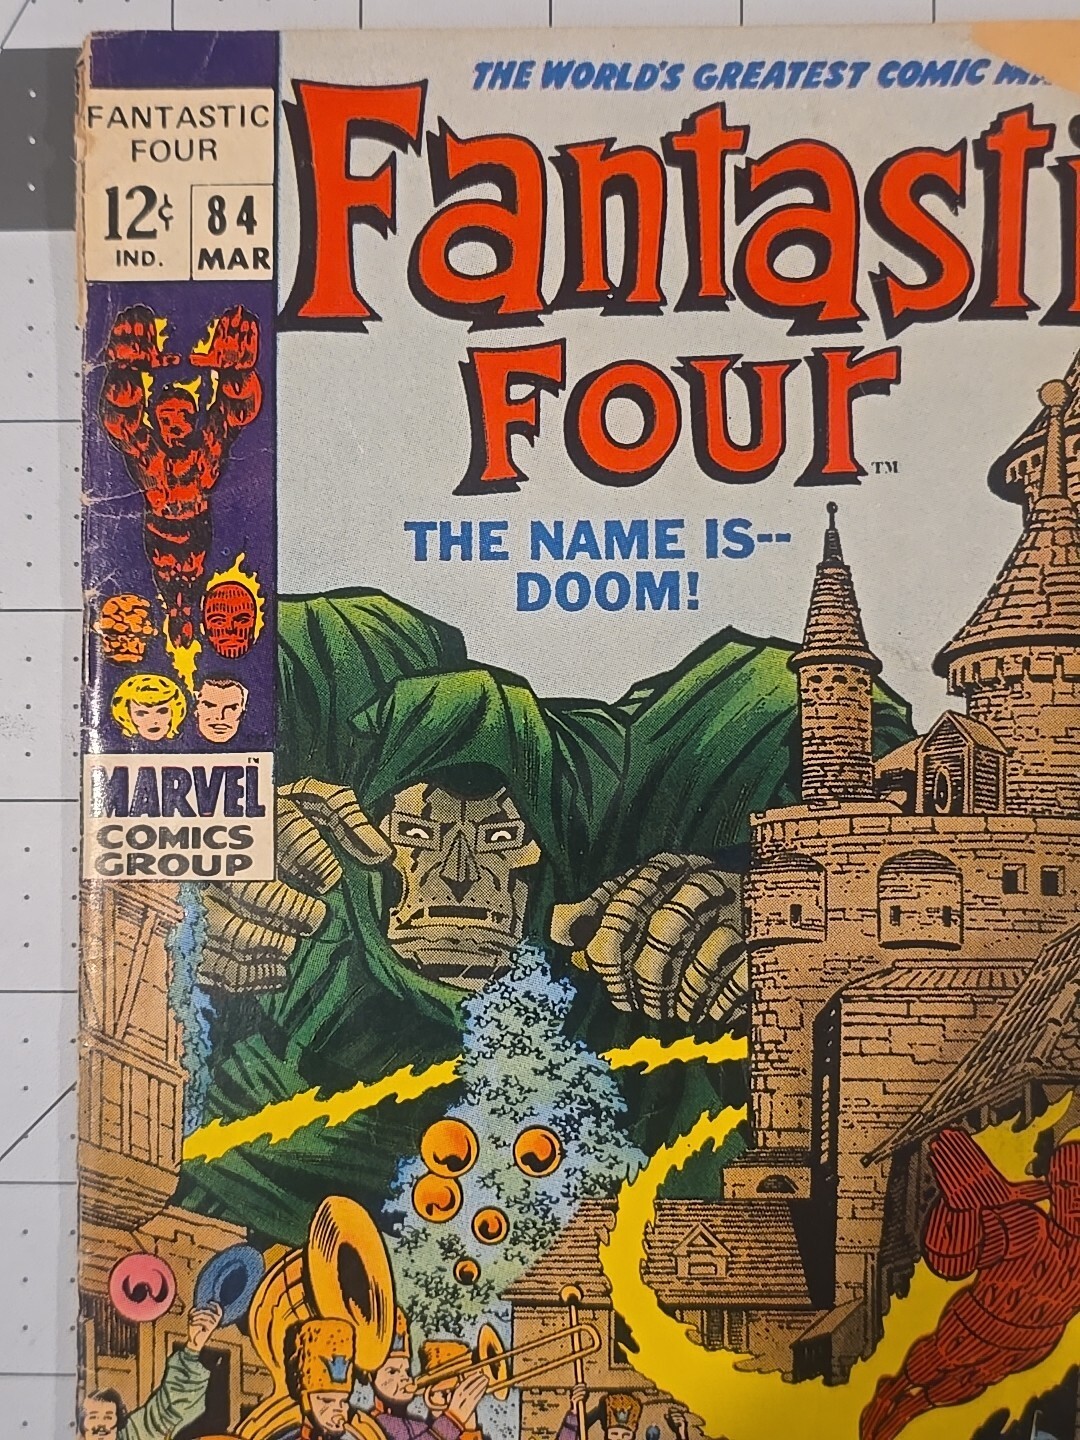 THE WORLD'S GREATEST COMIC
FANTASTIC
FOUR
12¢
IND.
84
MAR
Fantasti
FOUR
TM
THE NAME IS--
DOOM!
MARVEL
COMICS
GROUP